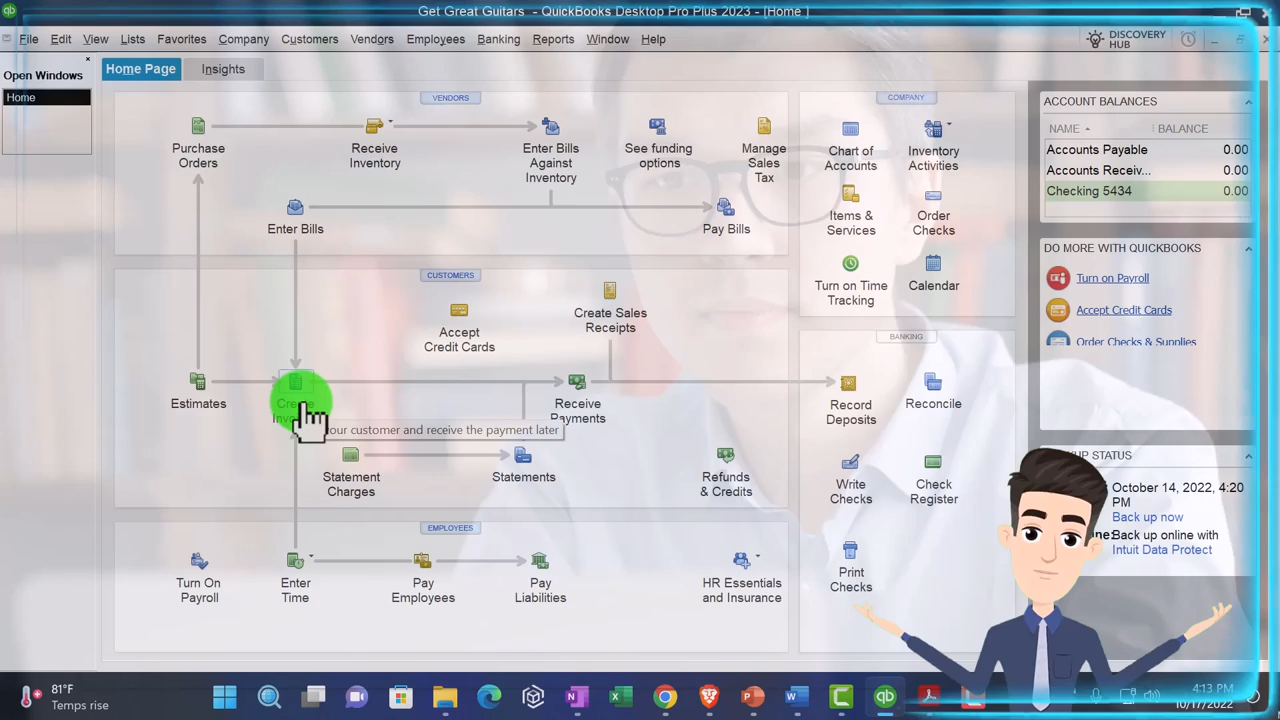 Get Great Guitars - QuickBooks Desktop Pro Plus 2023 - [Home ]
File Edit View Lists Favorites Company Customers Vendors Employees Banking Reports Window Help
DISCOVERY
HUB
Open Windows
Home
Home Page Insights
VENDORS
Purchase
Orders
Receive
Inventory
Enter Bills
Against
Inventory
See funding
options
Manage
Sales
Tax
Enter Bills
Pay Bills
CUSTOMERS
Accept
Credit Cards
Create Sales
Receipts
Estimates
Create
Receive
Payments
our customer and receive the payment later
Statement
Charges
Statements
Refunds
& Credits
EMPLOYEES
Turn On
Payroll
Enter
Time
Pay
Employees
Pay
Liabilities
HR Essentials
and Insurance
COMPANY
Chart of
Accounts
Inventory
Activities
Items &
Services
Order
Checks
Turn on Time
Tracking
Calendar
BANKING
Record
Deposits
Reconcile
Write
Checks
Check
Register
Print
Checks
ACCOUNT BALANCES
NAME BALANCE
Accounts Payable 0.00
Accounts Receiv... 0.00
Checking 5434 0.00
DO MORE WITH QUICKBOOKS
Turn on Payroll
Accept Credit Cards
Order Checks & Supplies
STATUS
October 14, 2022, 4:20
PM
Back up now
Back up online with
Intuit Data Protect
81°F
Temps rise
4:13 PM
10/17/2022